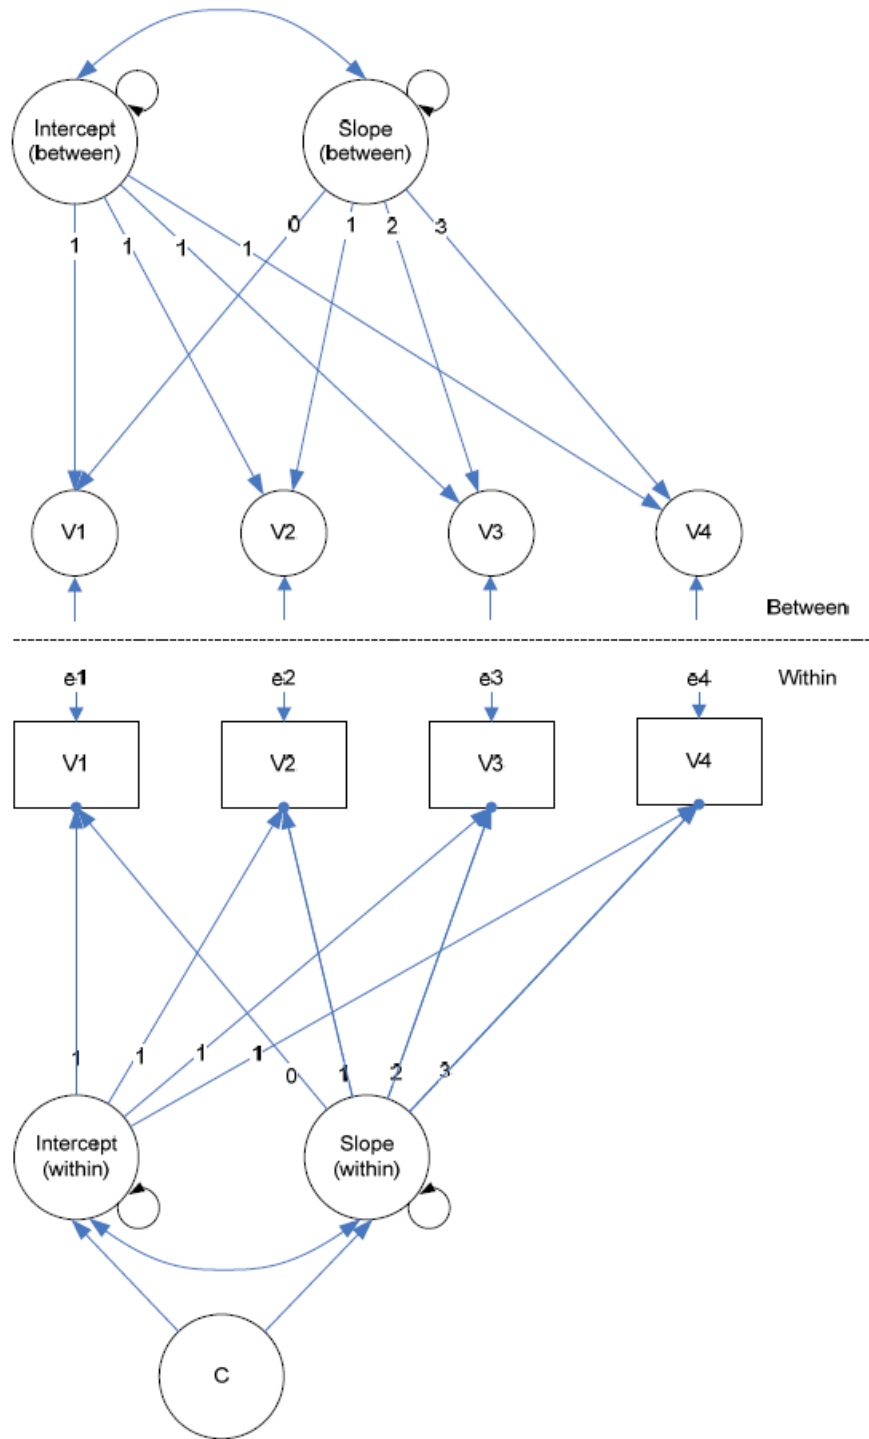 Intercept
(between)
Slope
(between)
1
1
1
1
0
1
2
3
V1
V2
V3
V4
Between
e1
e2
e3
e4
Within
V1
V2
V3
V4
1
1
1
1
0
1
2
3
Intercept
(within)
Slope
(within)
C